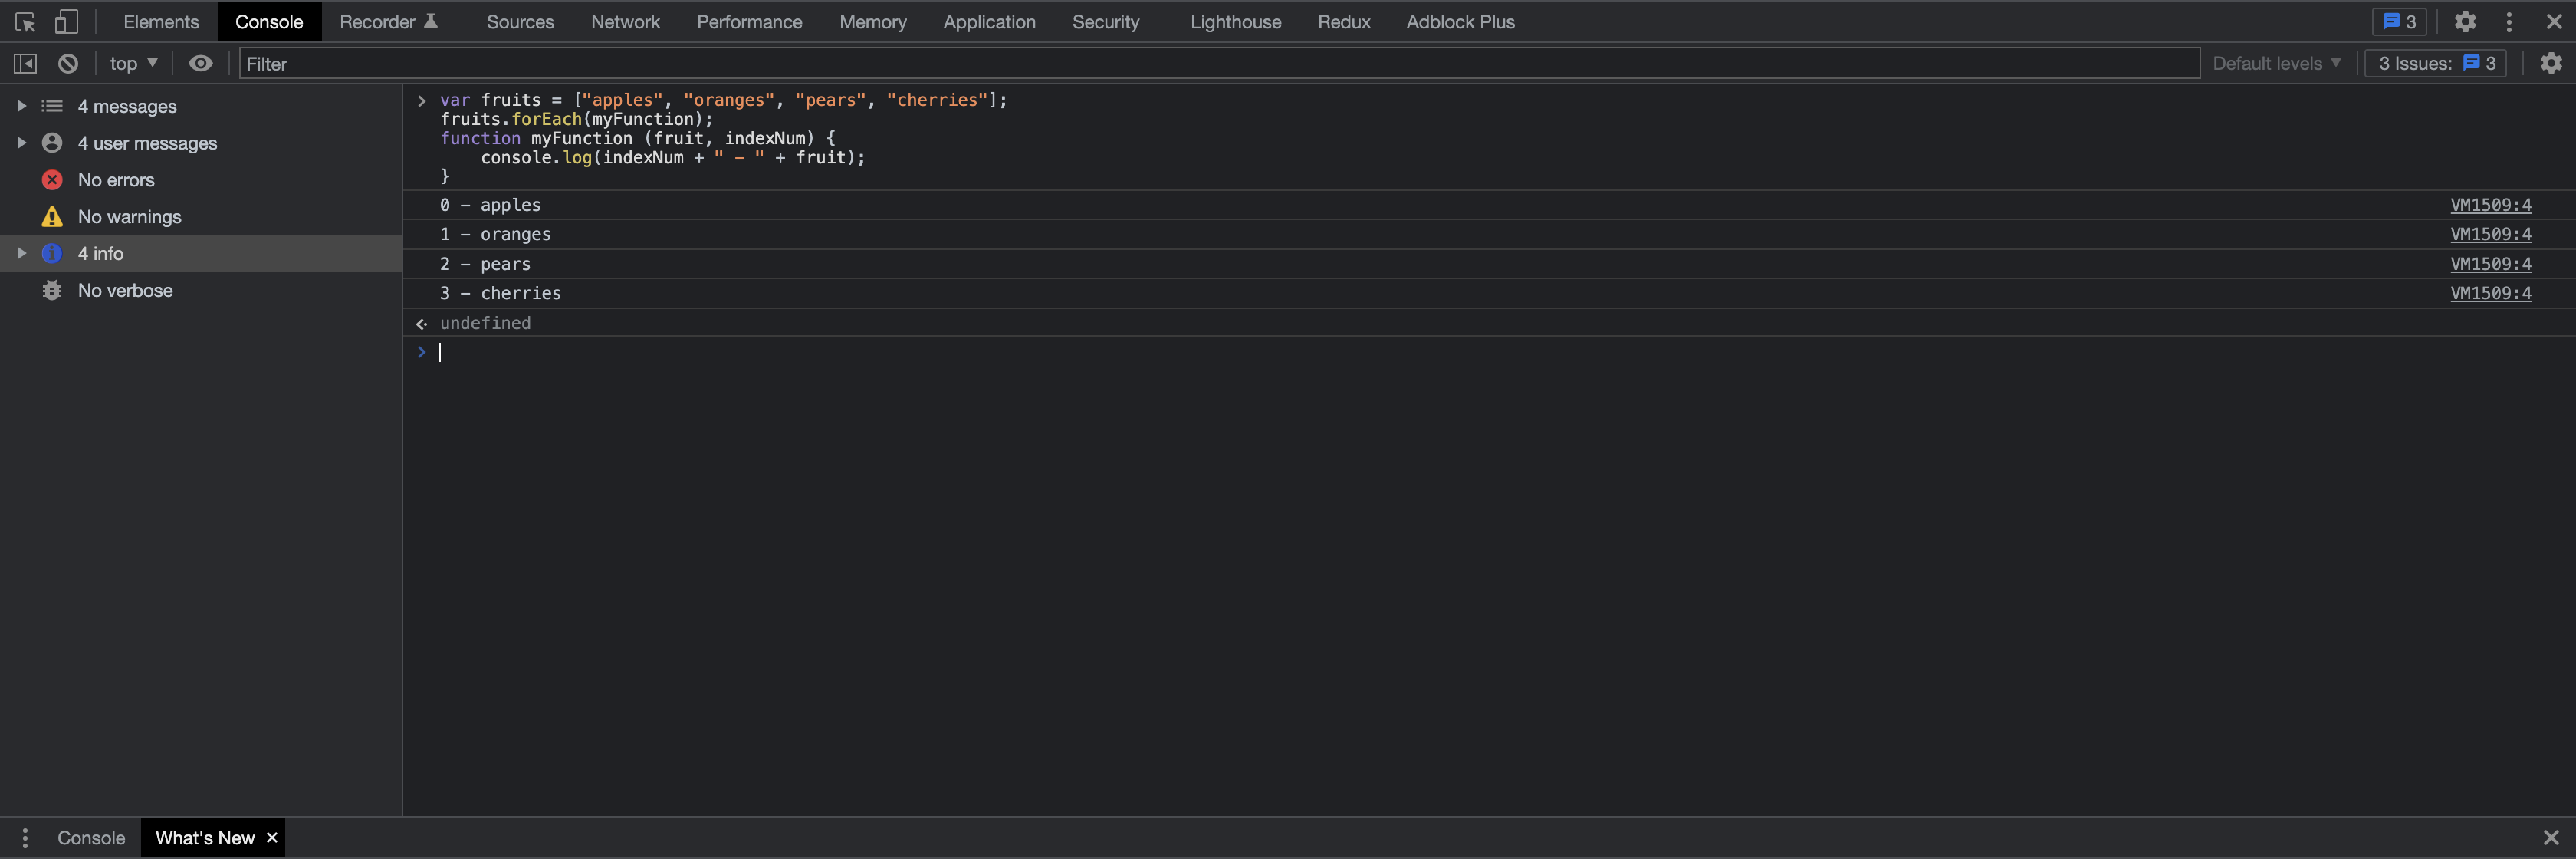 Elements Console Recorder Sources Network Performance Memory Application Security Lighthouse Redux Adblock Plus 3
top Filter Default levels 3 Issues: 3
4 messages
4 user messages
No errors
No warnings
4 info
No verbose
> var fruits = ["apples", "oranges", "pears", "cherries"];
fruits.forEach(myFunction);
function myFunction (fruit, indexNum) {
    console.log(indexNum + " - " + fruit);
}
0 - apples VM1509:4
1 - oranges VM1509:4
2 - pears VM1509:4
3 - cherries VM1509:4
undefined
>
Console What's New